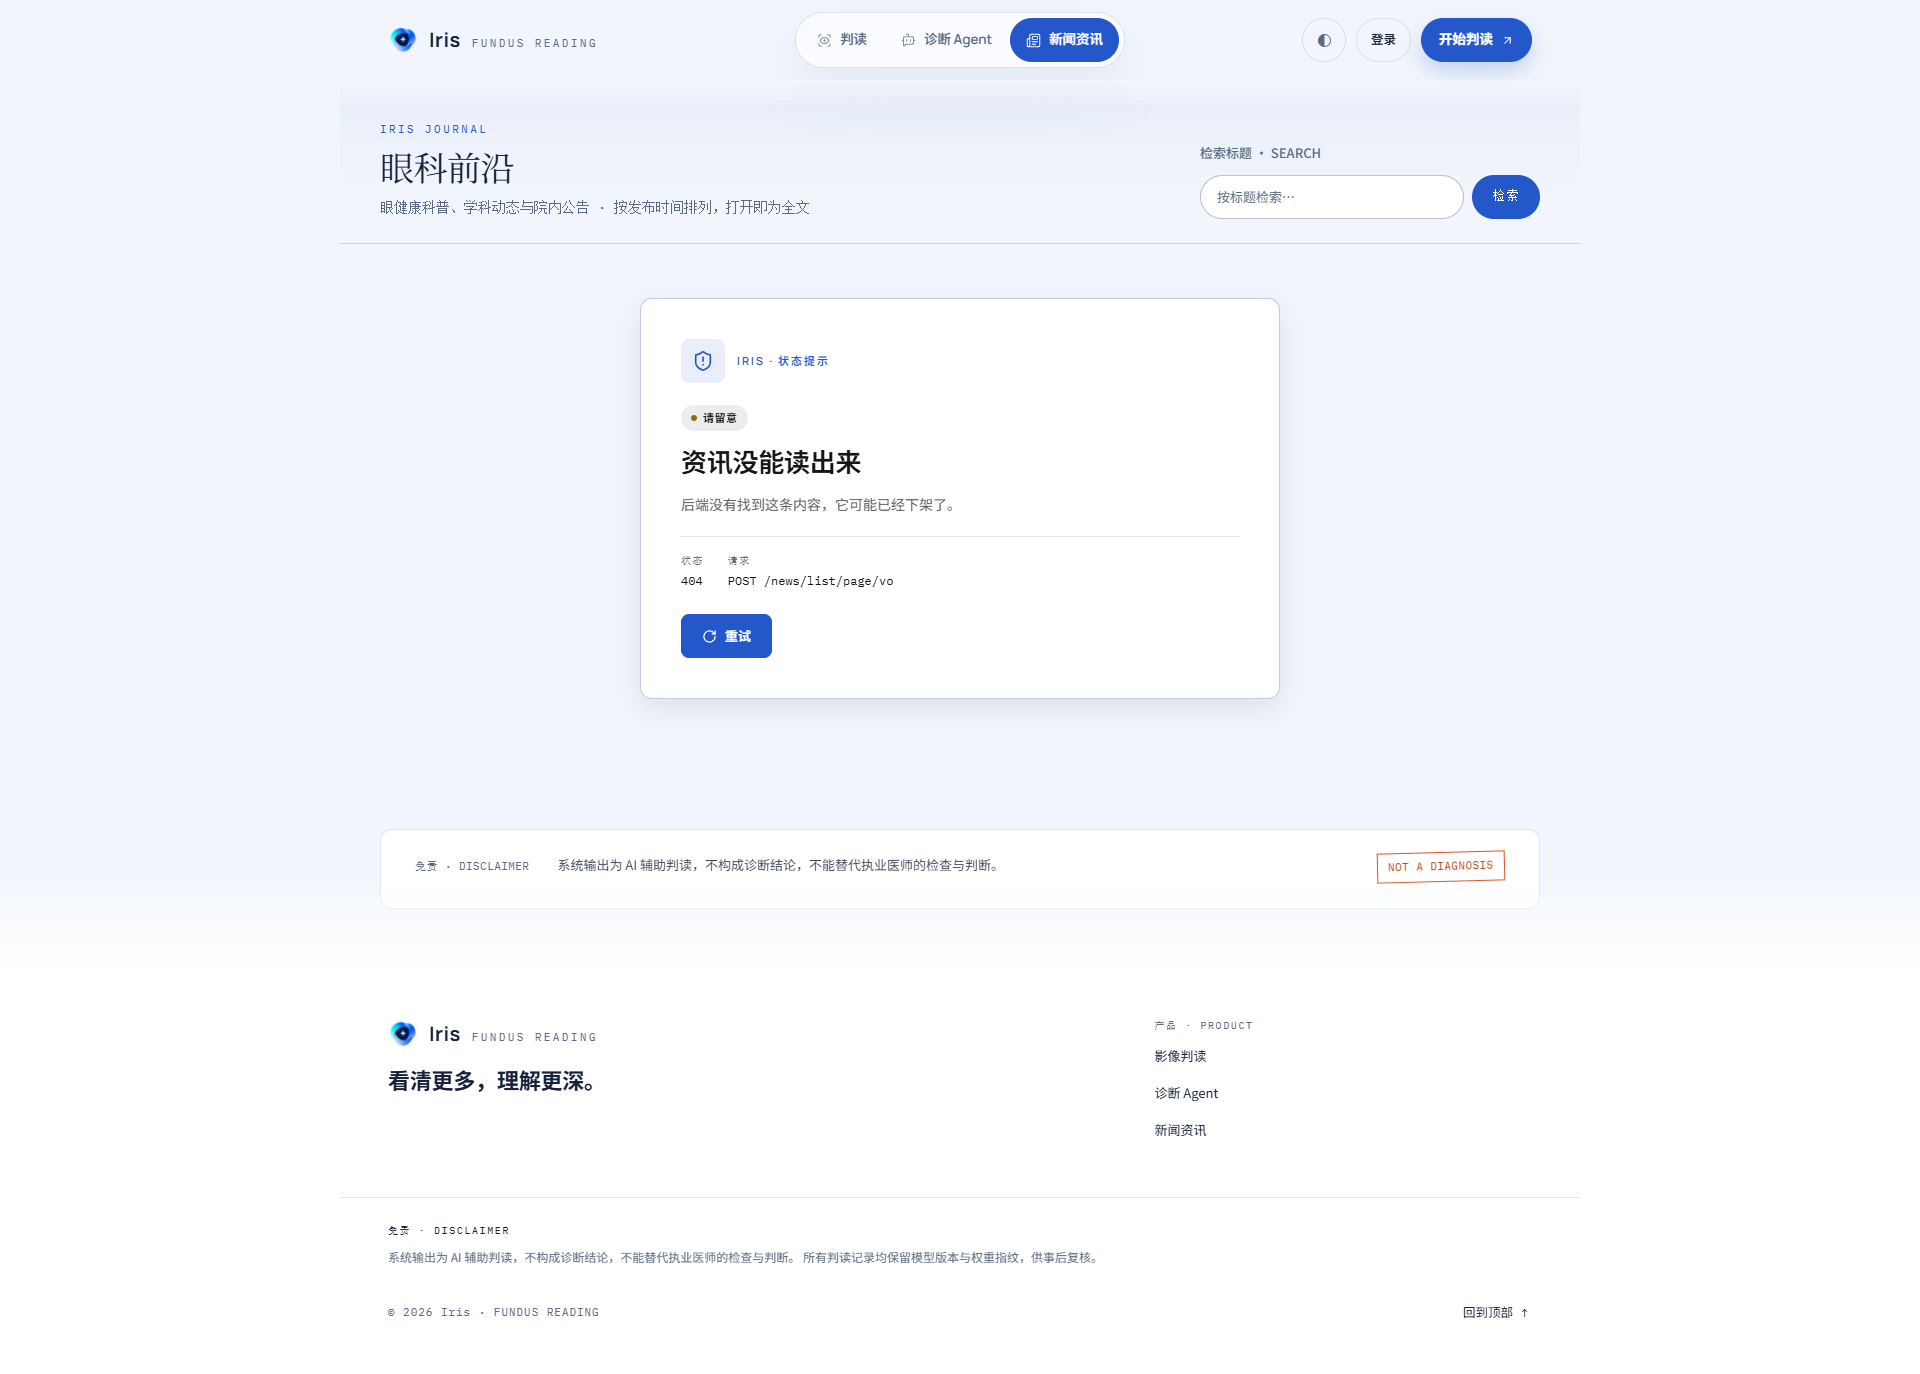 Iris FUNDUS READING
判读
诊断 Agent
新闻资讯
登录
开始判读
IRIS JOURNAL
眼科前沿
眼健康科普、学科动态与院内公告 · 按发布时间排列，打开即为全文
检索标题 · SEARCH
按标题检索…
检索
IRIS · 状态提示
请留意
资讯没能读出来
后端没有找到这条内容，它可能已经下架了。
状态 请求
404 POST /news/list/page/vo
重试
免责 · DISCLAIMER 系统输出为 AI 辅助判读，不构成诊断结论，不能替代执业医师的检查与判断。
NOT A DIAGNOSIS
Iris FUNDUS READING
看清更多，理解更深。
产品 · PRODUCT
影像判读
诊断 Agent
新闻资讯
免责 · DISCLAIMER
系统输出为 AI 辅助判读，不构成诊断结论，不能替代执业医师的检查与判断。 所有判读记录均保留模型版本与权重指纹，供事后复核。
© 2026 Iris · FUNDUS READING
回到顶部 ↑